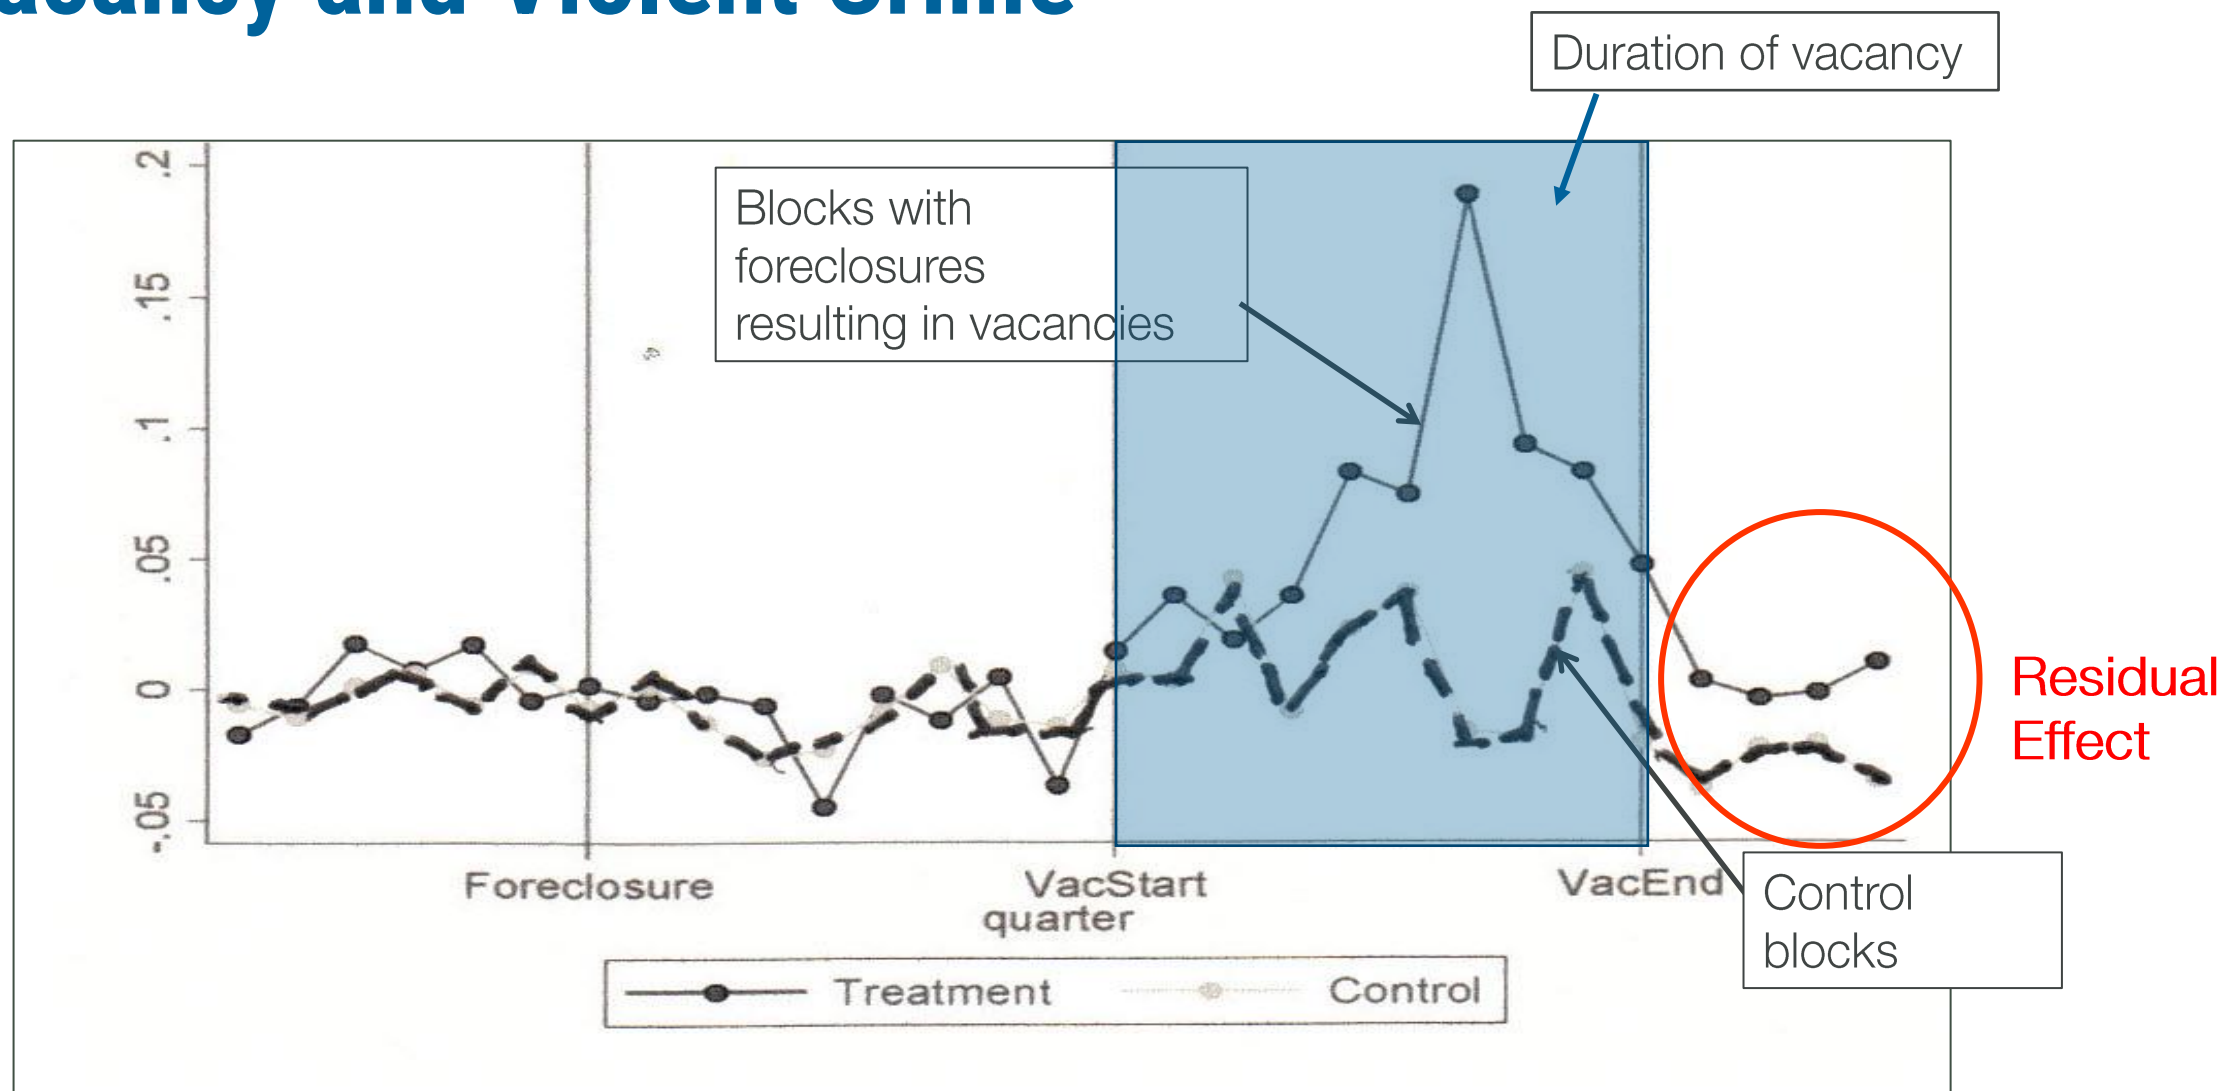 acancy and Violent Crime
Duration of vacancy
.2
.15
.1
.05
0
-.05
Blocks with
foreclosures
resulting in vacancies
Residual
Effect
Foreclosure
VacStart
VacEnd
quarter
Control
blocks
Treatment
Control